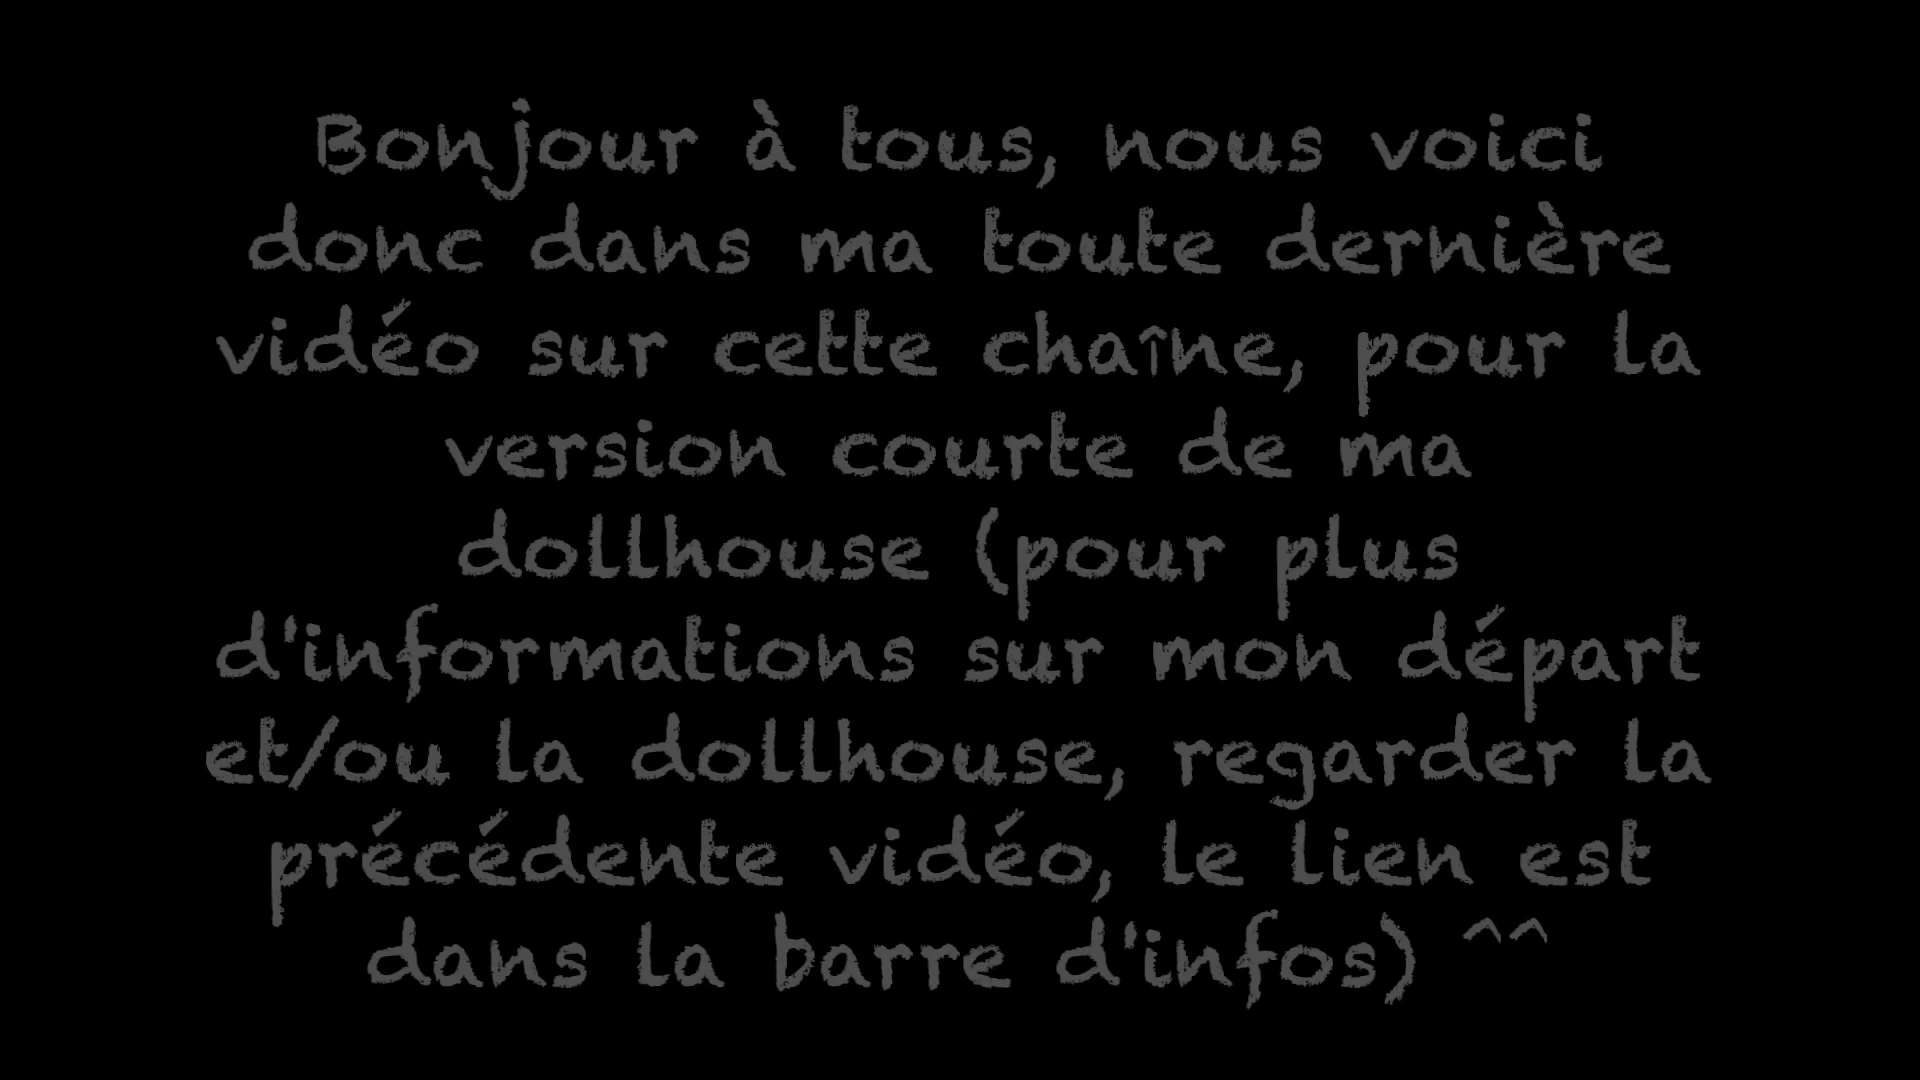 Bonjour à tous, nous voici
donc dans ma toute dernière
vidéo sur cette chaîne, pour la
version courte de ma
dollhouse (pour plus
d'informations sur mon départ
et/ou la dollhouse, regarder la
précédente vidéo, le lien est
dans la barre d'infos) ^^